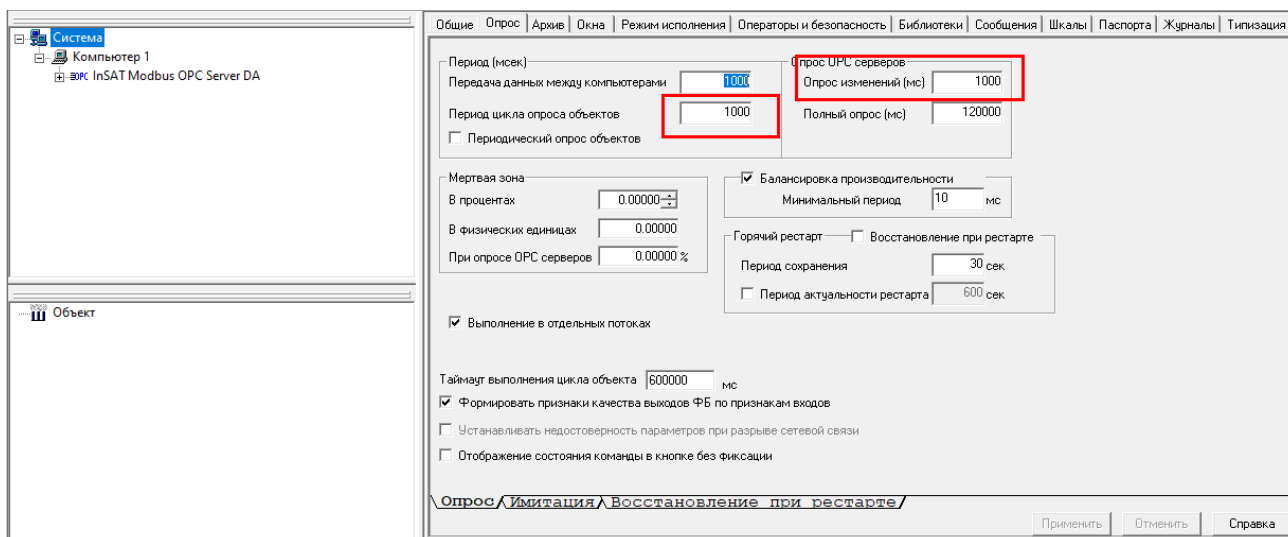 Система
Компьютер 1
InSAT Modbus OPC Server DA
Объект
Общие Опрос Архив Окна Режим исполнения Операторы и безопасность Библиотеки Сообщения Шкалы Паспорта Журналы Типизация
Период (мсек)
Передача данных между компьютерами 1000
Период цикла опроса объектов 1000
Периодический опрос объектов
Опрос OPC серверов
Опрос изменений (мс) 1000
Полный опрос (мс) 120000
Мертвая зона
В процентах 0.00000
В физических единицах 0.00000
При опросе OPC серверов 0.00000 %
Балансировка производительности
Минимальный период 10 мс
Горячий рестарт Восстановление при рестарте
Период сохранения 30 сек
Период актуальности рестарта 600 сек
Выполнение в отдельных потоках
Таймаут выполнения цикла объекта 600000 мс
Формировать признаки качества выходов ФБ по признакам входов
Устанавливать недостоверность параметров при разрыве сетевой связи
Отображение состояния команды в кнопке без фиксации
Опрос Имитация Восстановление при рестарте
Применить Отменить Справка